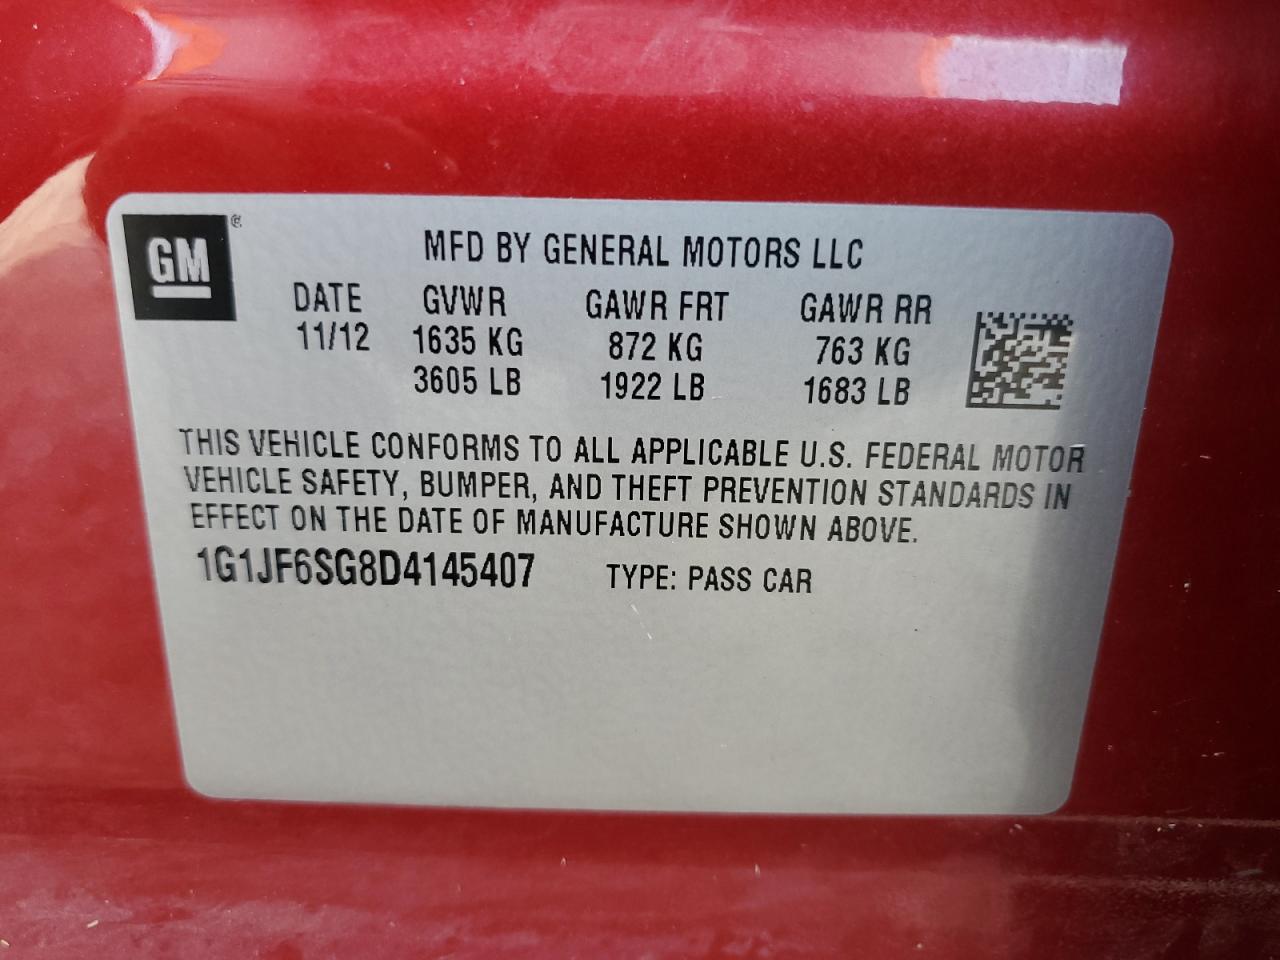 GM®
MFD BY GENERAL MOTORS LLC
DATE GVWR GAWR FRT GAWR RR
11/12 1635 KG 872 KG 763 KG
3605 LB 1922 LB 1683 LB
THIS VEHICLE CONFORMS TO ALL APPLICABLE U.S. FEDERAL MOTOR
VEHICLE SAFETY, BUMPER, AND THEFT PREVENTION STANDARDS IN
EFFECT ON THE DATE OF MANUFACTURE SHOWN ABOVE.
1G1JF6SG8D4145407 TYPE: PASS CAR